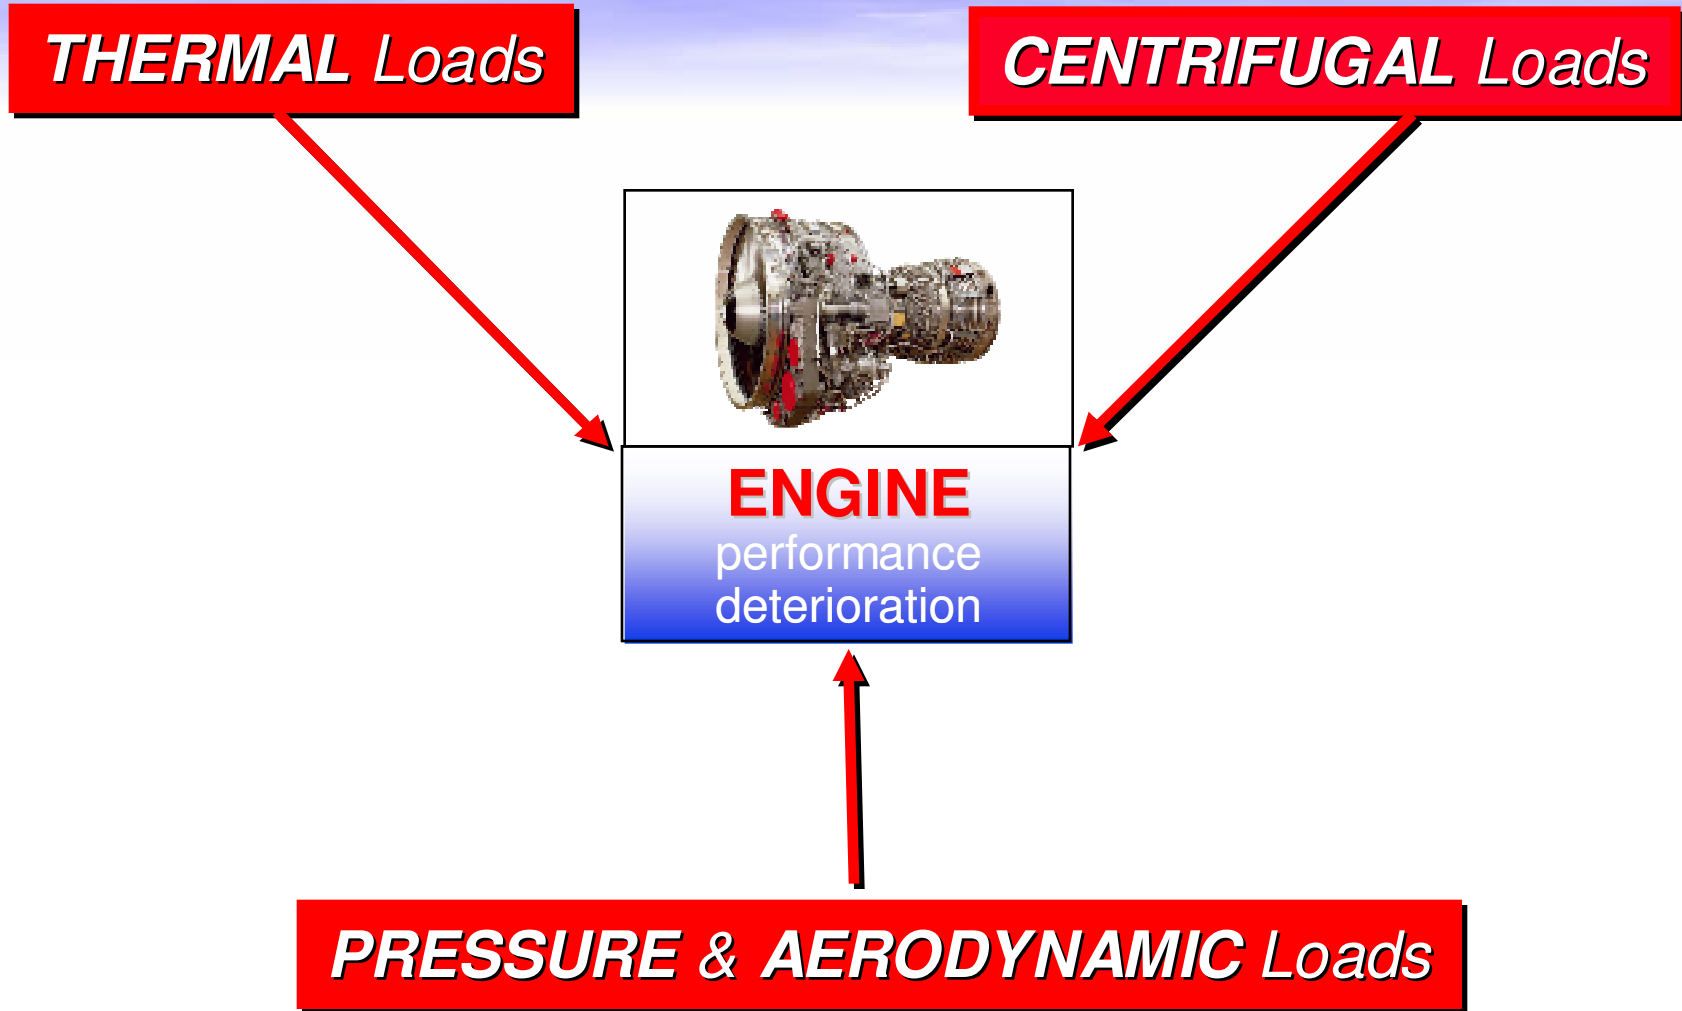 THERMAL Loads
CENTRIFUGAL Loads
ENGINE
performance
deterioration
PRESSURE & AERODYNAMIC Loads